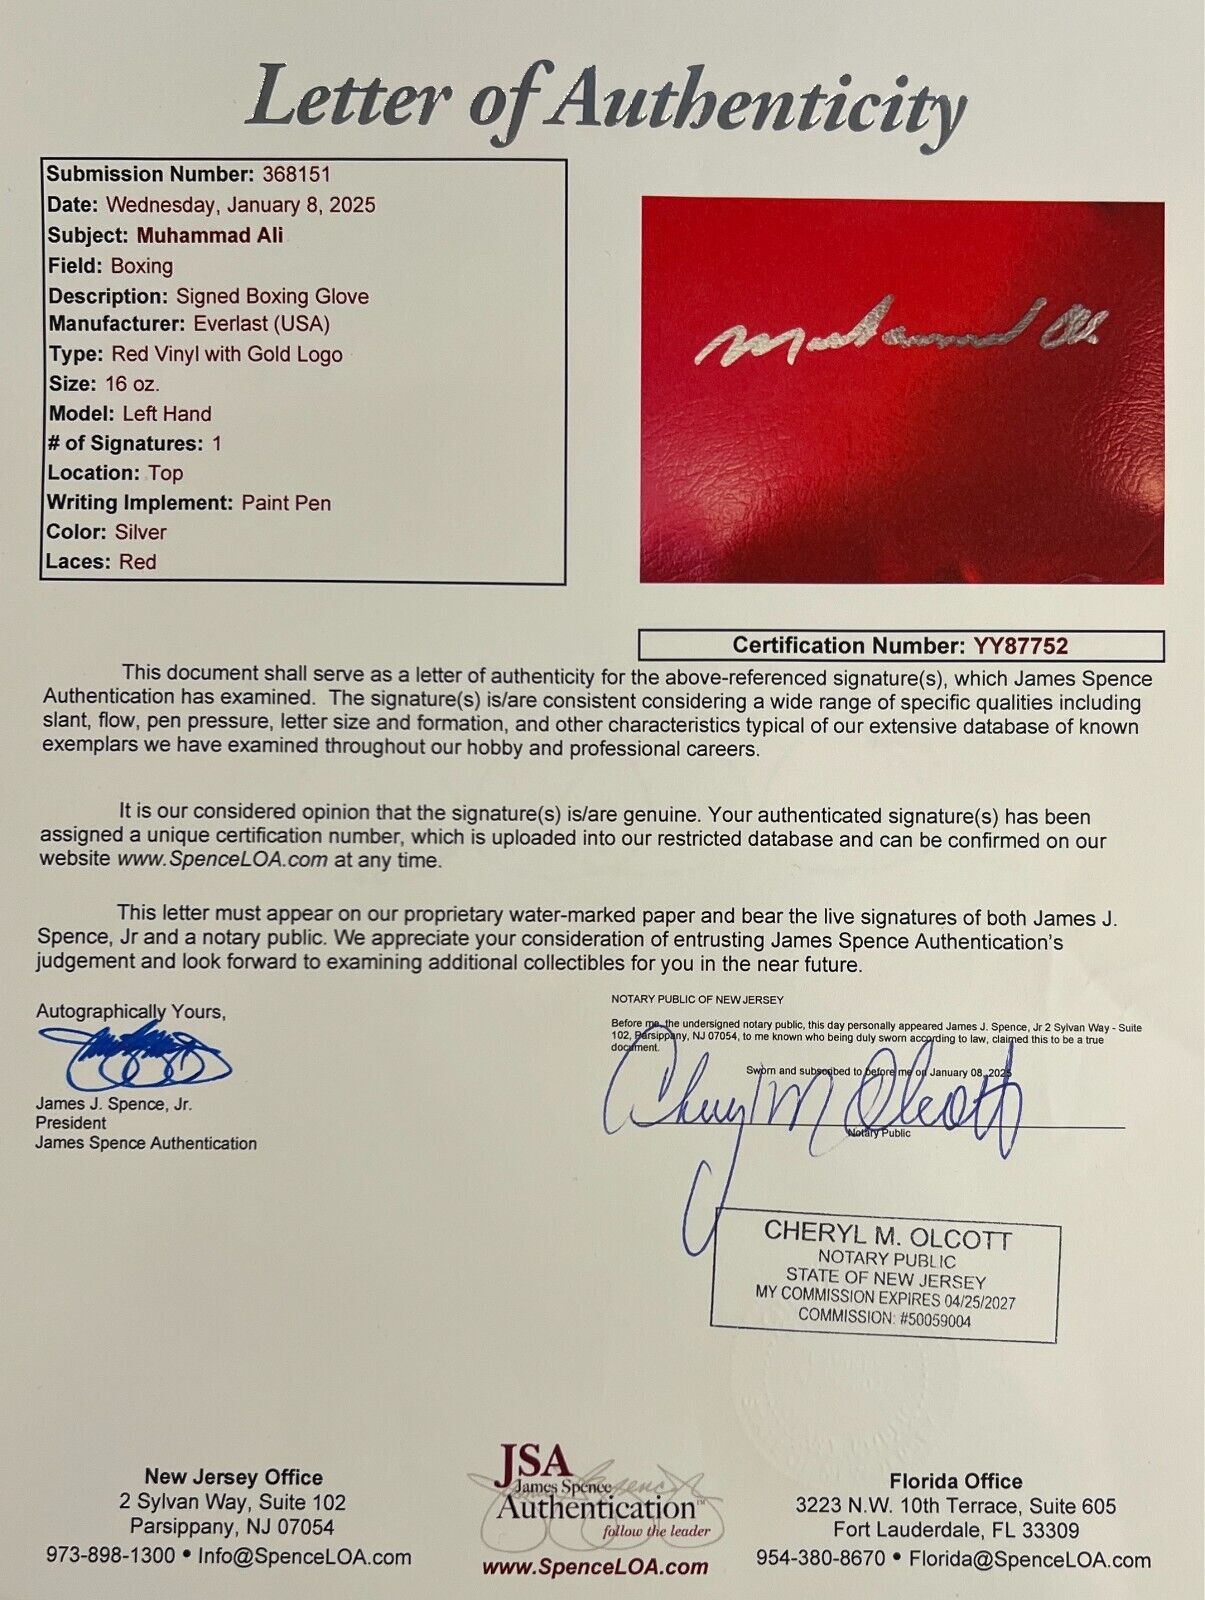 Letter of Authenticity
Submission Number: 368151
Date: Wednesday, January 8, 2025
Subject: Muhammad Ali
Field: Boxing
Description: Signed Boxing Glove
Manufacturer: Everlast (USA)
Type: Red Vinyl with Gold Logo
Size: 16 oz.
Model: Left Hand
# of Signatures: 1
Location: Top
Writing Implement: Paint Pen
Color: Silver
Laces: Red
Muhammad Ali
Certification Number: YY87752
This document shall serve as a letter of authenticity for the above-referenced signature(s), which James Spence
Authentication has examined. The signature(s) is/are consistent considering a wide range of specific qualities including
slant, flow, pen pressure, letter size and formation, and other characteristics typical of our extensive database of known
exemplars we have examined throughout our hobby and professional careers.
It is our considered opinion that the signature(s) is/are genuine. Your authenticated signature(s) has been
assigned a unique certification number, which is uploaded into our restricted database and can be confirmed on our
website www.SpenceLOA.com at any time.
This letter must appear on our proprietary water-marked paper and bear the live signatures of both James J.
Spence, Jr and a notary public. We appreciate your consideration of entrusting James Spence Authentication's
judgement and look forward to examining additional collectibles for you in the near future.
Autographically Yours,
James J. Spence, Jr.
President
James Spence Authentication
NOTARY PUBLIC OF NEW JERSEY
Before me, the undersigned notary public, this day personally appeared James J. Spence, Jr 2 Sylvan Way - Suite
102, Parsippany, NJ 07054, to me known who being duly sworn according to law, claimed this to be a true
document.
Sworn and subscribed to before me on January 08, 2025
Cheryl M Olcott
Notary Public
CHERYL M. OLCOTT
NOTARY PUBLIC
STATE OF NEW JERSEY
MY COMMISSION EXPIRES 04/25/2027
COMMISSION: #50059004
New Jersey Office
2 Sylvan Way, Suite 102
Parsippany, NJ 07054
973-898-1300 • Info@SpenceLOA.com
JSA
James Spence
Authentication™
follow the leader
www.SpenceLOA.com
Florida Office
3223 N.W. 10th Terrace, Suite 605
Fort Lauderdale, FL 33309
954-380-8670 • Florida@SpenceLOA.com